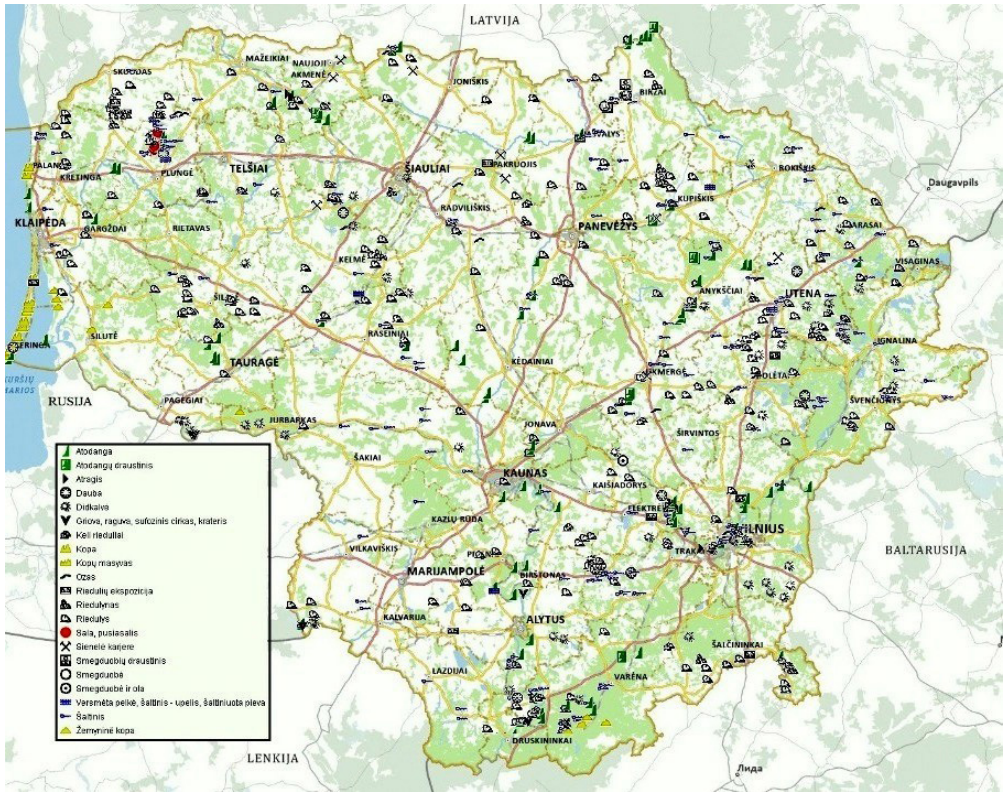 LATVIJA
MAŽEIKIAI
NAUJOJI
AKMENĖ
SKUODAS
JONIŠKIS
BIRŽAI
PAKRUOJIS
ROKIŠKIS
PALANGA
KRETINGA
PLUNGĖ
TELŠIAI
ŠIAULIAI
RADVILIŠKIS
KUPIŠKIS
Daugavpils
KLAIPĖDA
GARGŽDAI
RIETAVAS
PANEVĖŽYS
ZARASAI
VISAGINAS
KELMĖ
ANYKŠČIAI
UTENA
ŠILUTĖ
RASEINIAI
IGNALINA
NERINGA
KURŠIŲ
MARIOS
TAURAGĖ
KĖDAINIAI
UKMERGĖ
MOLĖTAI
RUSIJA
PAGĖGIAI
ŠVENČIONYS
JURBARKAS
JONAVA
ŠIRVINTOS
ŠAKIAI
KAUNAS
KAIŠIADORYS
ELEKTRĖNAI
KAZLŲ RŪDA
VILNIUS
VILKAVIŠKIS
TRAKAI
BALTARUSIJA
MARIJAMPOLĖ
BIRŠTONAS
KALVARIJA
ALYTUS
ŠALČININKAI
LAZDIJAI
VARĖNA
DRUSKININKAI
LENKIJA
Лида
Atodanga
Atodangų draustinis
Atragis
Dauba
Didkalva
Griova, raguva, sufozinis cirkas, krateris
Keli rieduliai
Kopa
Kopų masyvas
Ozas
Riedulių ekspozicija
Riedulynas
Riedulys
Sala, pusiasalis
Sienelė karjere
Smegduobių draustinis
Smegduobė
Smegduobė ir ola
Versmėta pelkė, šaltinis - upelis, šaltiniuota pieva
Šaltinis
Žemyninė kopa